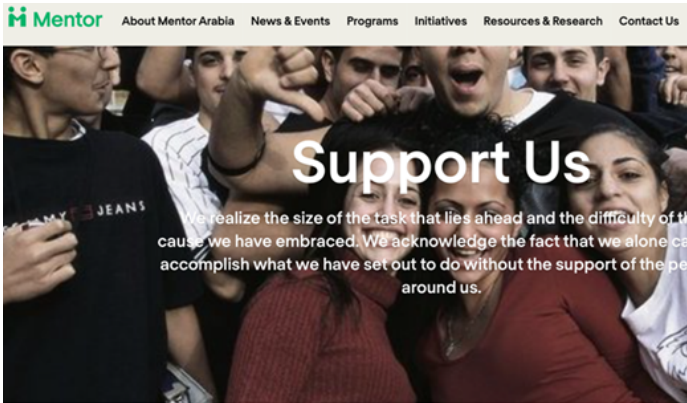 Mentor About Mentor Arabia News & Events Programs Initiatives Resources & Research Contact Us
Support Us
JEANS
We realize the size of the task that lies ahead and the difficulty of
cause we have embraced. We acknowledge the fact that we alone
accomplish what we have set out to do without the support of the
around us.